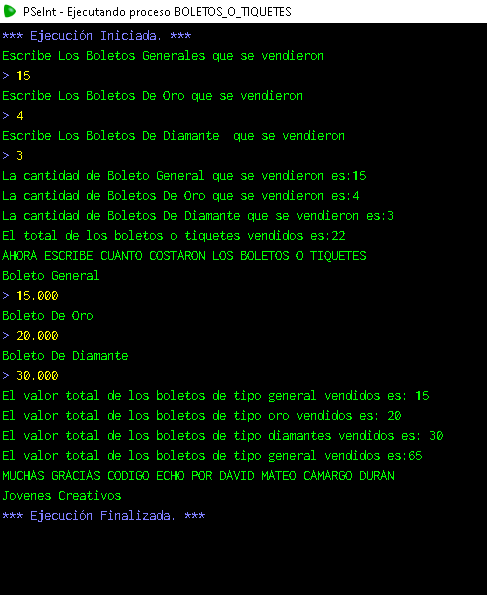 PSeInt - Ejecutando proceso BOLETOS_O_TIQUETES
*** Ejecución Iniciada. ***
Escribe Los Boletos Generales que se vendieron
> 15
Escribe Los Boletos De Oro que se vendieron
> 4
Escribe Los Boletos De Diamante  que se vendieron
> 3
La cantidad de Boleto General que se vendieron es:15
La cantidad de Boletos De Oro que se vendieron es:4
La cantidad de Boletos De Diamante que se vendieron es:3
El total de los boletos o tiquetes vendidos es:22
AHORA ESCRIBE CUANTO COSTARON LOS BOLETOS O TIQUETES
Boleto General
> 15.000
Boleto De Oro
> 20.000
Boleto De Diamante
> 30.000
El valor total de los boletos de tipo general vendidos es: 15
El valor total de los boletos de tipo oro vendidos es: 20
El valor total de los boletos de tipo diamantes vendidos es: 30
El valor total de los boletos vendidos es:65
MUCHAS GRACIAS CODIGO ECHO POR DAVID MATEO CAMARGO DURAN
Jovenes Creativos
*** Ejecución Finalizada. ***